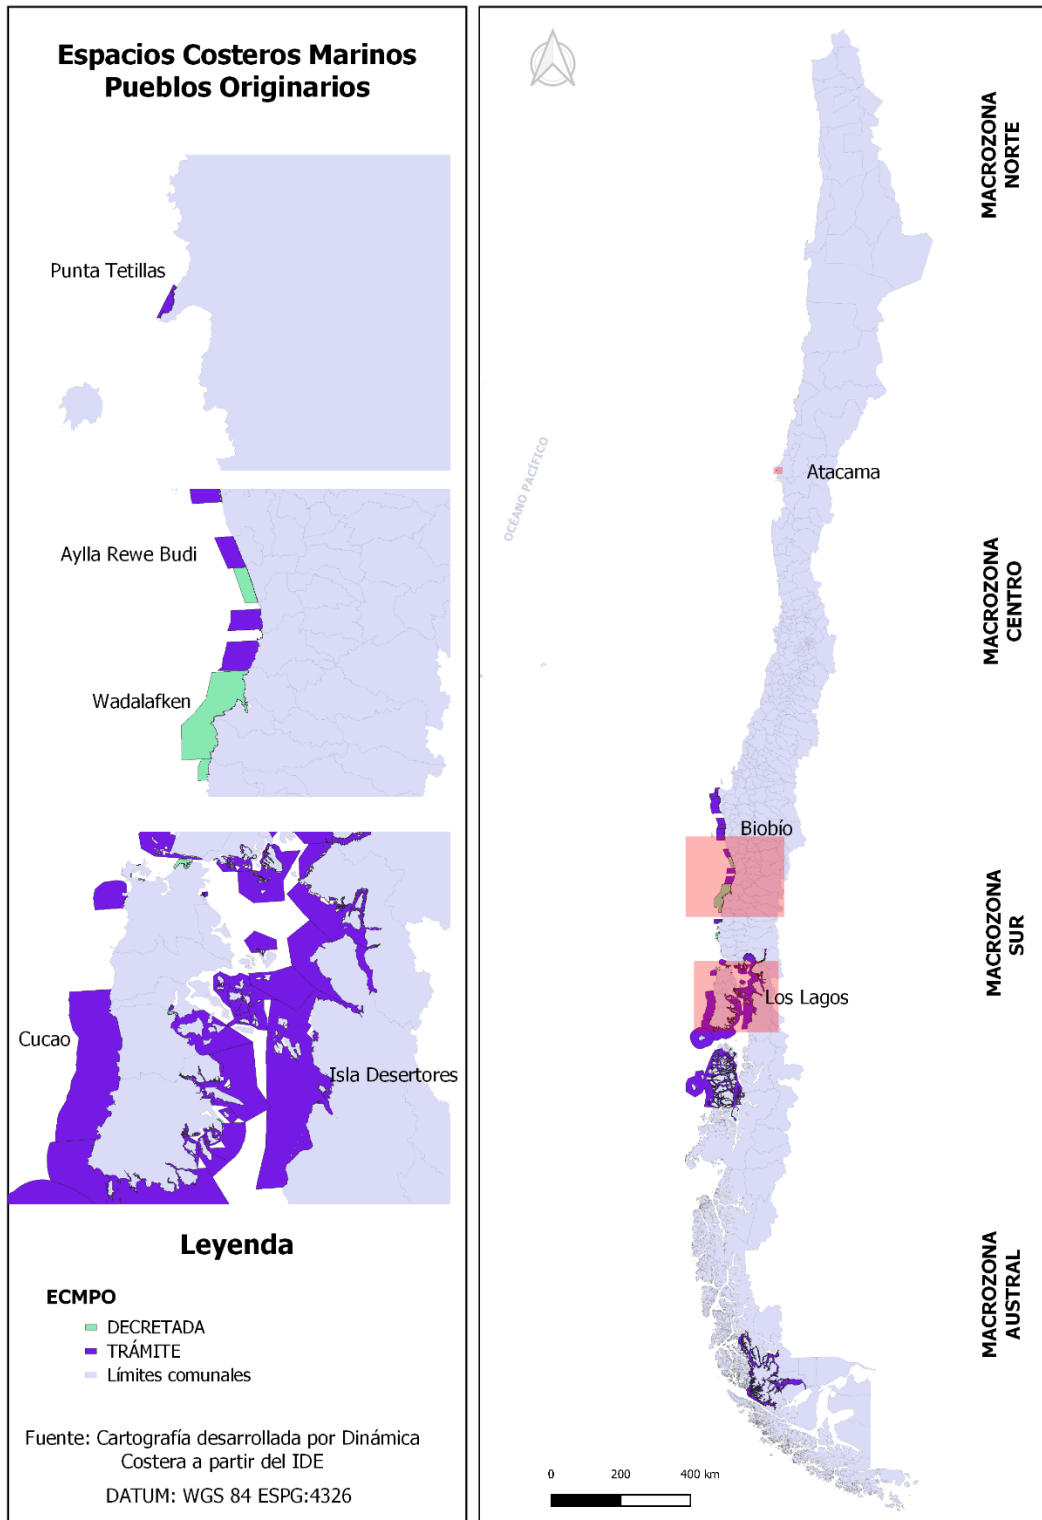 Espacios Costeros Marinos
Pueblos Originarios
Punta Tetillas
Aylla Rewe Budi
Wadalafken
Cucao
Isla Desertores
Leyenda
ECMPO
DECRETADA
TRÁMITE
Límites comunales
Fuente: Cartografía desarrollada por Dinámica
Costera a partir del IDE
DATUM: WGS 84 ESPG:4326
MACROZONA
NORTE
OCÉANO PACÍFICO
Atacama
MACROZONA
CENTRO
Biobío
MACROZONA
SUR
Los Lagos
MACROZONA
AUSTRAL
0 200 400 km